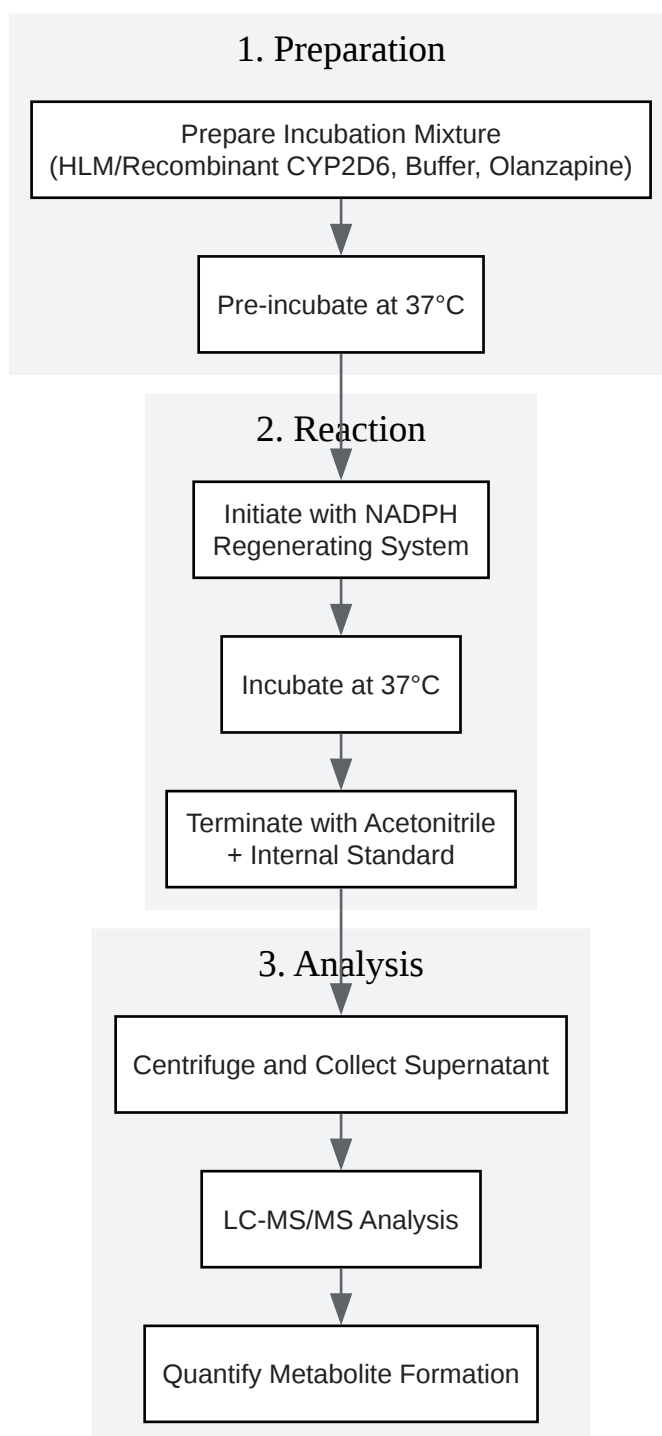 1. Preparation
Prepare Incubation Mixture
(HLM/Recombinant CYP2D6, Buffer, Olanzapine)
Pre-incubate at 37°C
2. Reaction
Initiate with NADPH
Regenerating System
Incubate at 37°C
Terminate with Acetonitrile
+ Internal Standard
3. Analysis
Centrifuge and Collect Supernatant
LC-MS/MS Analysis
Quantify Metabolite Formation